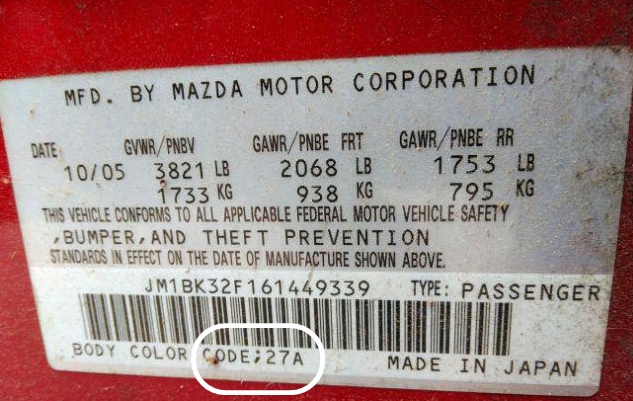 MFD. BY MAZDA MOTOR CORPORATION
DATE GVWR/PNBV GAWR/PNBE FRT GAWR/PNBE RR
10/05 3821 LB 2068 LB 1753 LB
1733 KG 938 KG 795 KG
THIS VEHICLE CONFORMS TO ALL APPLICABLE FEDERAL MOTOR VEHICLE SAFETY
,BUMPER,AND THEFT PREVENTION
STANDARDS IN EFFECT ON THE DATE OF MANUFACTURE SHOWN ABOVE.
JM1BK32F161449339 TYPE: PASSENGER
BODY COLOR CODE;27A MADE IN JAPAN